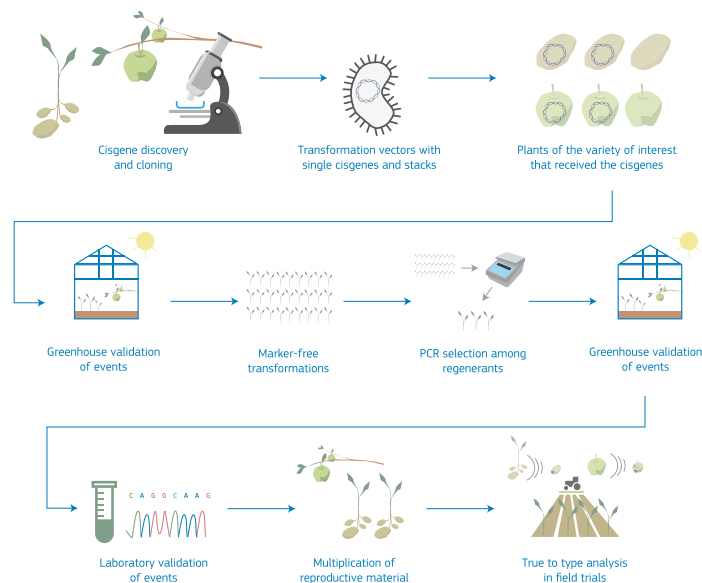 Cisgene discovery
and cloning
Transformation vectors with
single cisgenes and stacks
Plants of the variety of interest
that received the cisgenes
Greenhouse validation
of events
Marker-free
transformations
PCR selection among
regenerants
Greenhouse validation
of events
C A G G C A A G
Laboratory validation
of events
Multiplication of
reproductive material
True to type analysis
in field trials